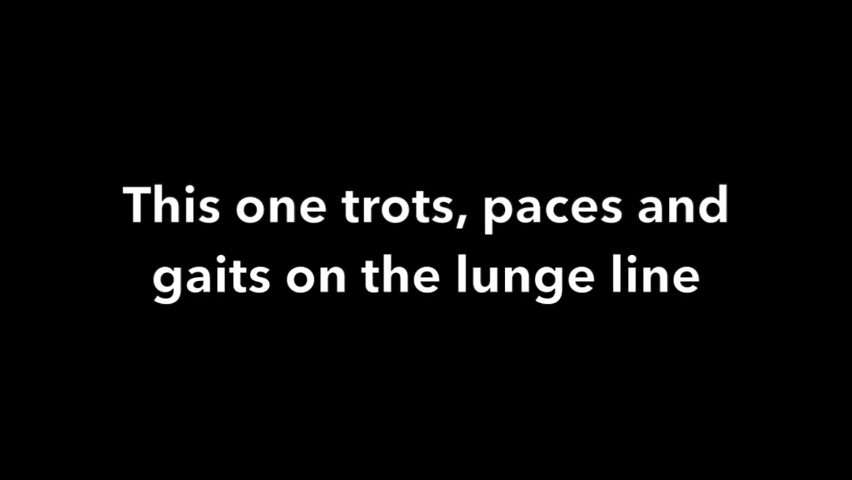 This one trots, paces and
gaits on the lunge line